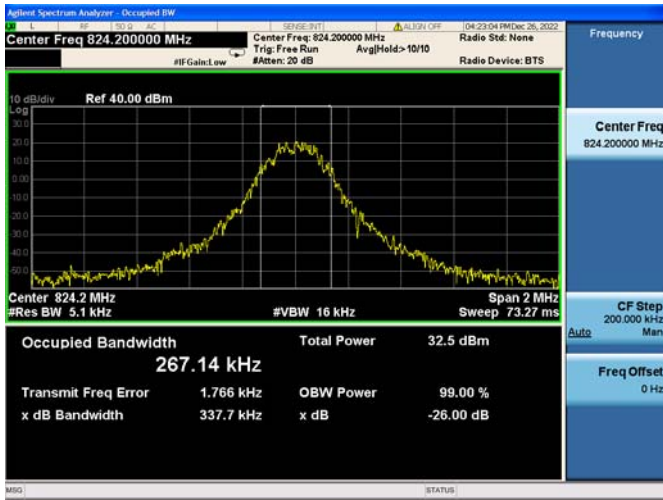 Agilent Spectrum Analyzer - Occupied BW
L RF 50 Ω AC SENSE:INT ALIGN OFF 04:23:04 PM Dec 26, 2022
Center Freq 824.200000 MHz
Center Freq: 824.200000 MHz
Radio Std: None
Trig: Free Run Avg|Hold:> 10/10
#IFGain:Low #Atten: 20 dB Radio Device: BTS
10 dB/div Ref 40.00 dBm
Log
30.0
20.0
10.0
0.00
10.0
20.0
30.0
40.0
50.0
Center 824.2 MHz Span 2 MHz
#Res BW 5.1 kHz #VBW 16 kHz Sweep 73.27 ms
Occupied Bandwidth Total Power 32.5 dBm
267.14 kHz
Transmit Freq Error 1.766 kHz OBW Power 99.00 %
x dB Bandwidth 337.7 kHz x dB -26.00 dB
MSG STATUS
Frequency
Center Freq
824.200000 MHz
CF Step
200.000 kHz
Auto Man
Freq Offset
0 Hz